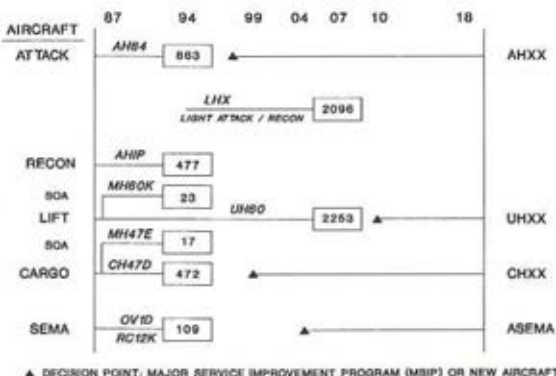 87 94 99 04 07 10 18
AIRCRAFT
ATTACK AH64 863 ▲ AHXX
LHX 2096
LIGHT ATTACK / RECON
RECON AHIP 477
SOA MH60K 23
LIFT UH60 2253 ▲ UHXX
SOA MH47E 17
CARGO CH47D 472 ▲ CHXX
SEMA OV1D 109 ▲ ASEMA
RC12K
▲ DECISION POINT: MAJOR SERVICE IMPROVEMENT PROGRAM (MSIP) OR NEW AIRCRAFT